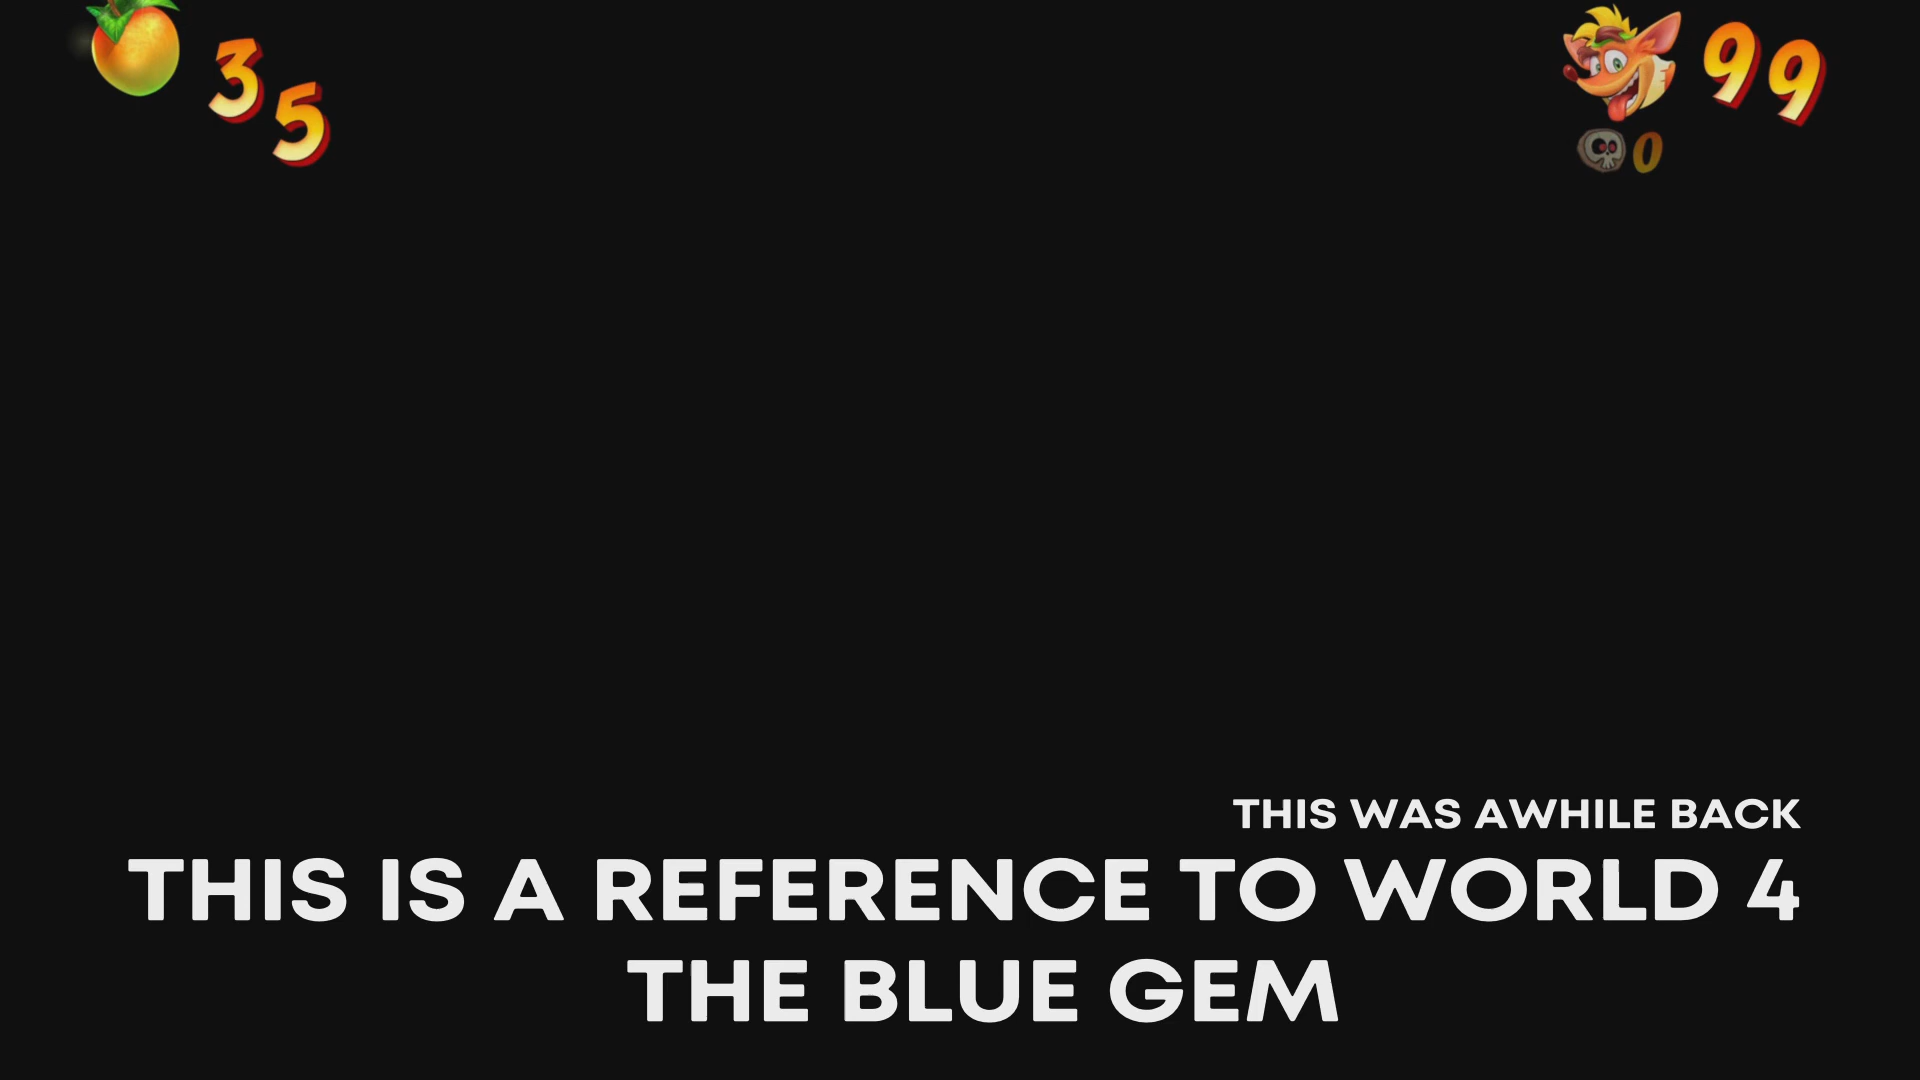 35
99
0
THIS WAS AWHILE BACK
THIS IS A REFERENCE TO WORLD 4
THE BLUE GEM